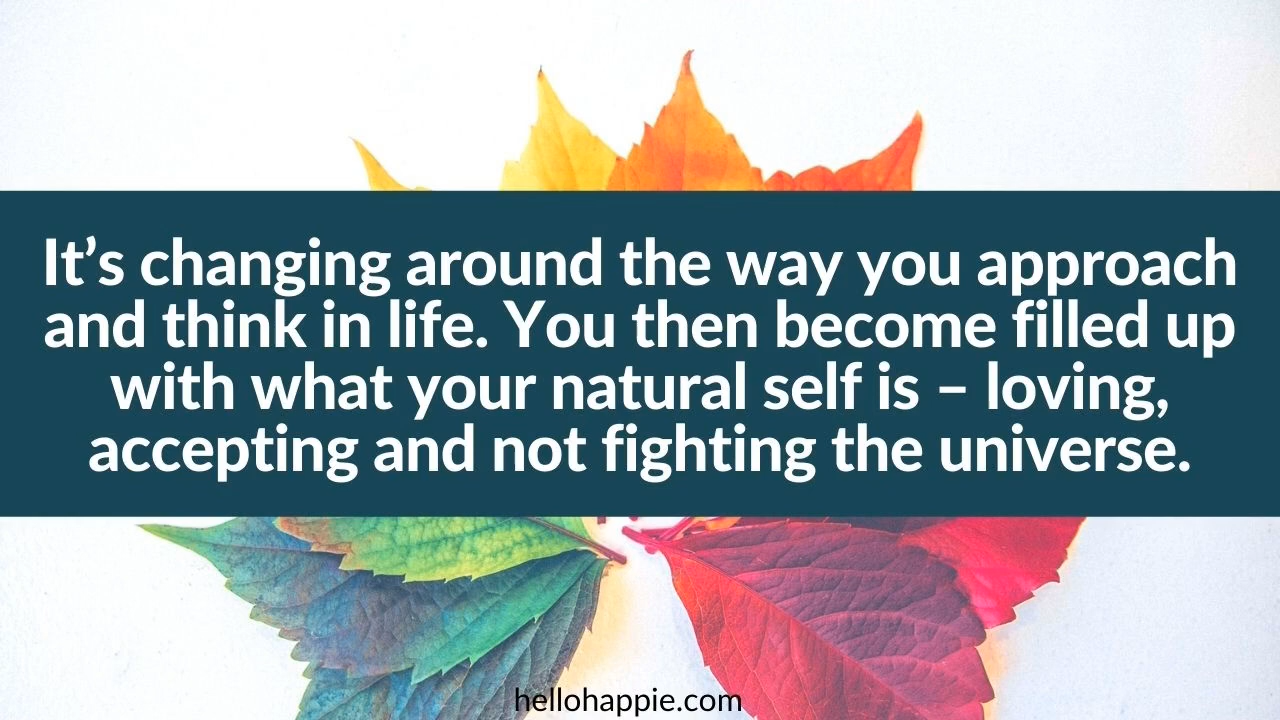 It’s changing around the way you approach
and think in life. You then become filled up
with what your natural self is – loving,
accepting and not fighting the universe.
hellohappie.com